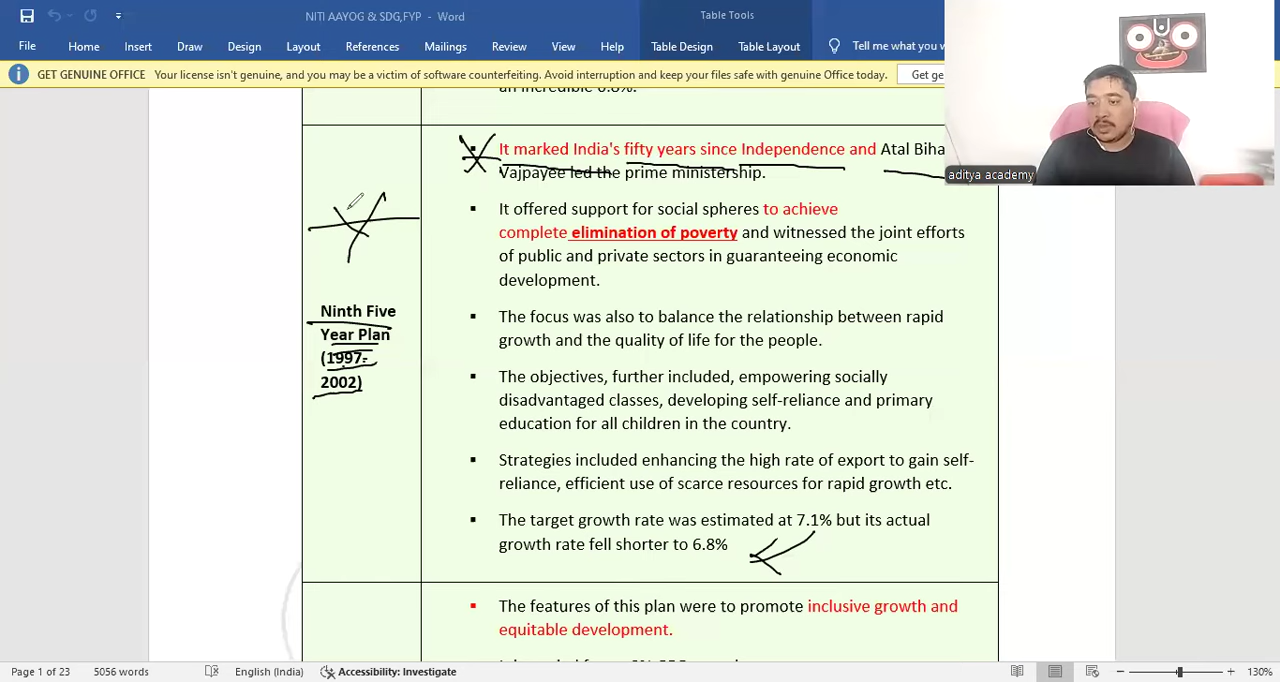 NITI AAYOG & SDG,FYP - Word
Table Tools
File Home Insert Draw Design Layout References Mailings Review View Help Table Design Table Layout Tell me what you w
GET GENUINE OFFICE Your license isn't genuine, and you may be a victim of software counterfeiting. Avoid interruption and keep your files safe with genuine Office today. Get ge
an incredible 6.8%.
▪ It marked India's fifty years since Independence and Atal Biha
Vajpayee led the prime ministership.
▪ It offered support for social spheres to achieve
complete elimination of poverty and witnessed the joint efforts
of public and private sectors in guaranteeing economic
development.
Ninth Five
Year Plan
(1997-
2002)
▪ The focus was also to balance the relationship between rapid
growth and the quality of life for the people.
▪ The objectives, further included, empowering socially
disadvantaged classes, developing self-reliance and primary
education for all children in the country.
▪ Strategies included enhancing the high rate of export to gain self-
reliance, efficient use of scarce resources for rapid growth etc.
▪ The target growth rate was estimated at 7.1% but its actual
growth rate fell shorter to 6.8%
▪ The features of this plan were to promote inclusive growth and
equitable development.
aditya academy
Page 1 of 23 5056 words English (India) Accessibility: Investigate 130%